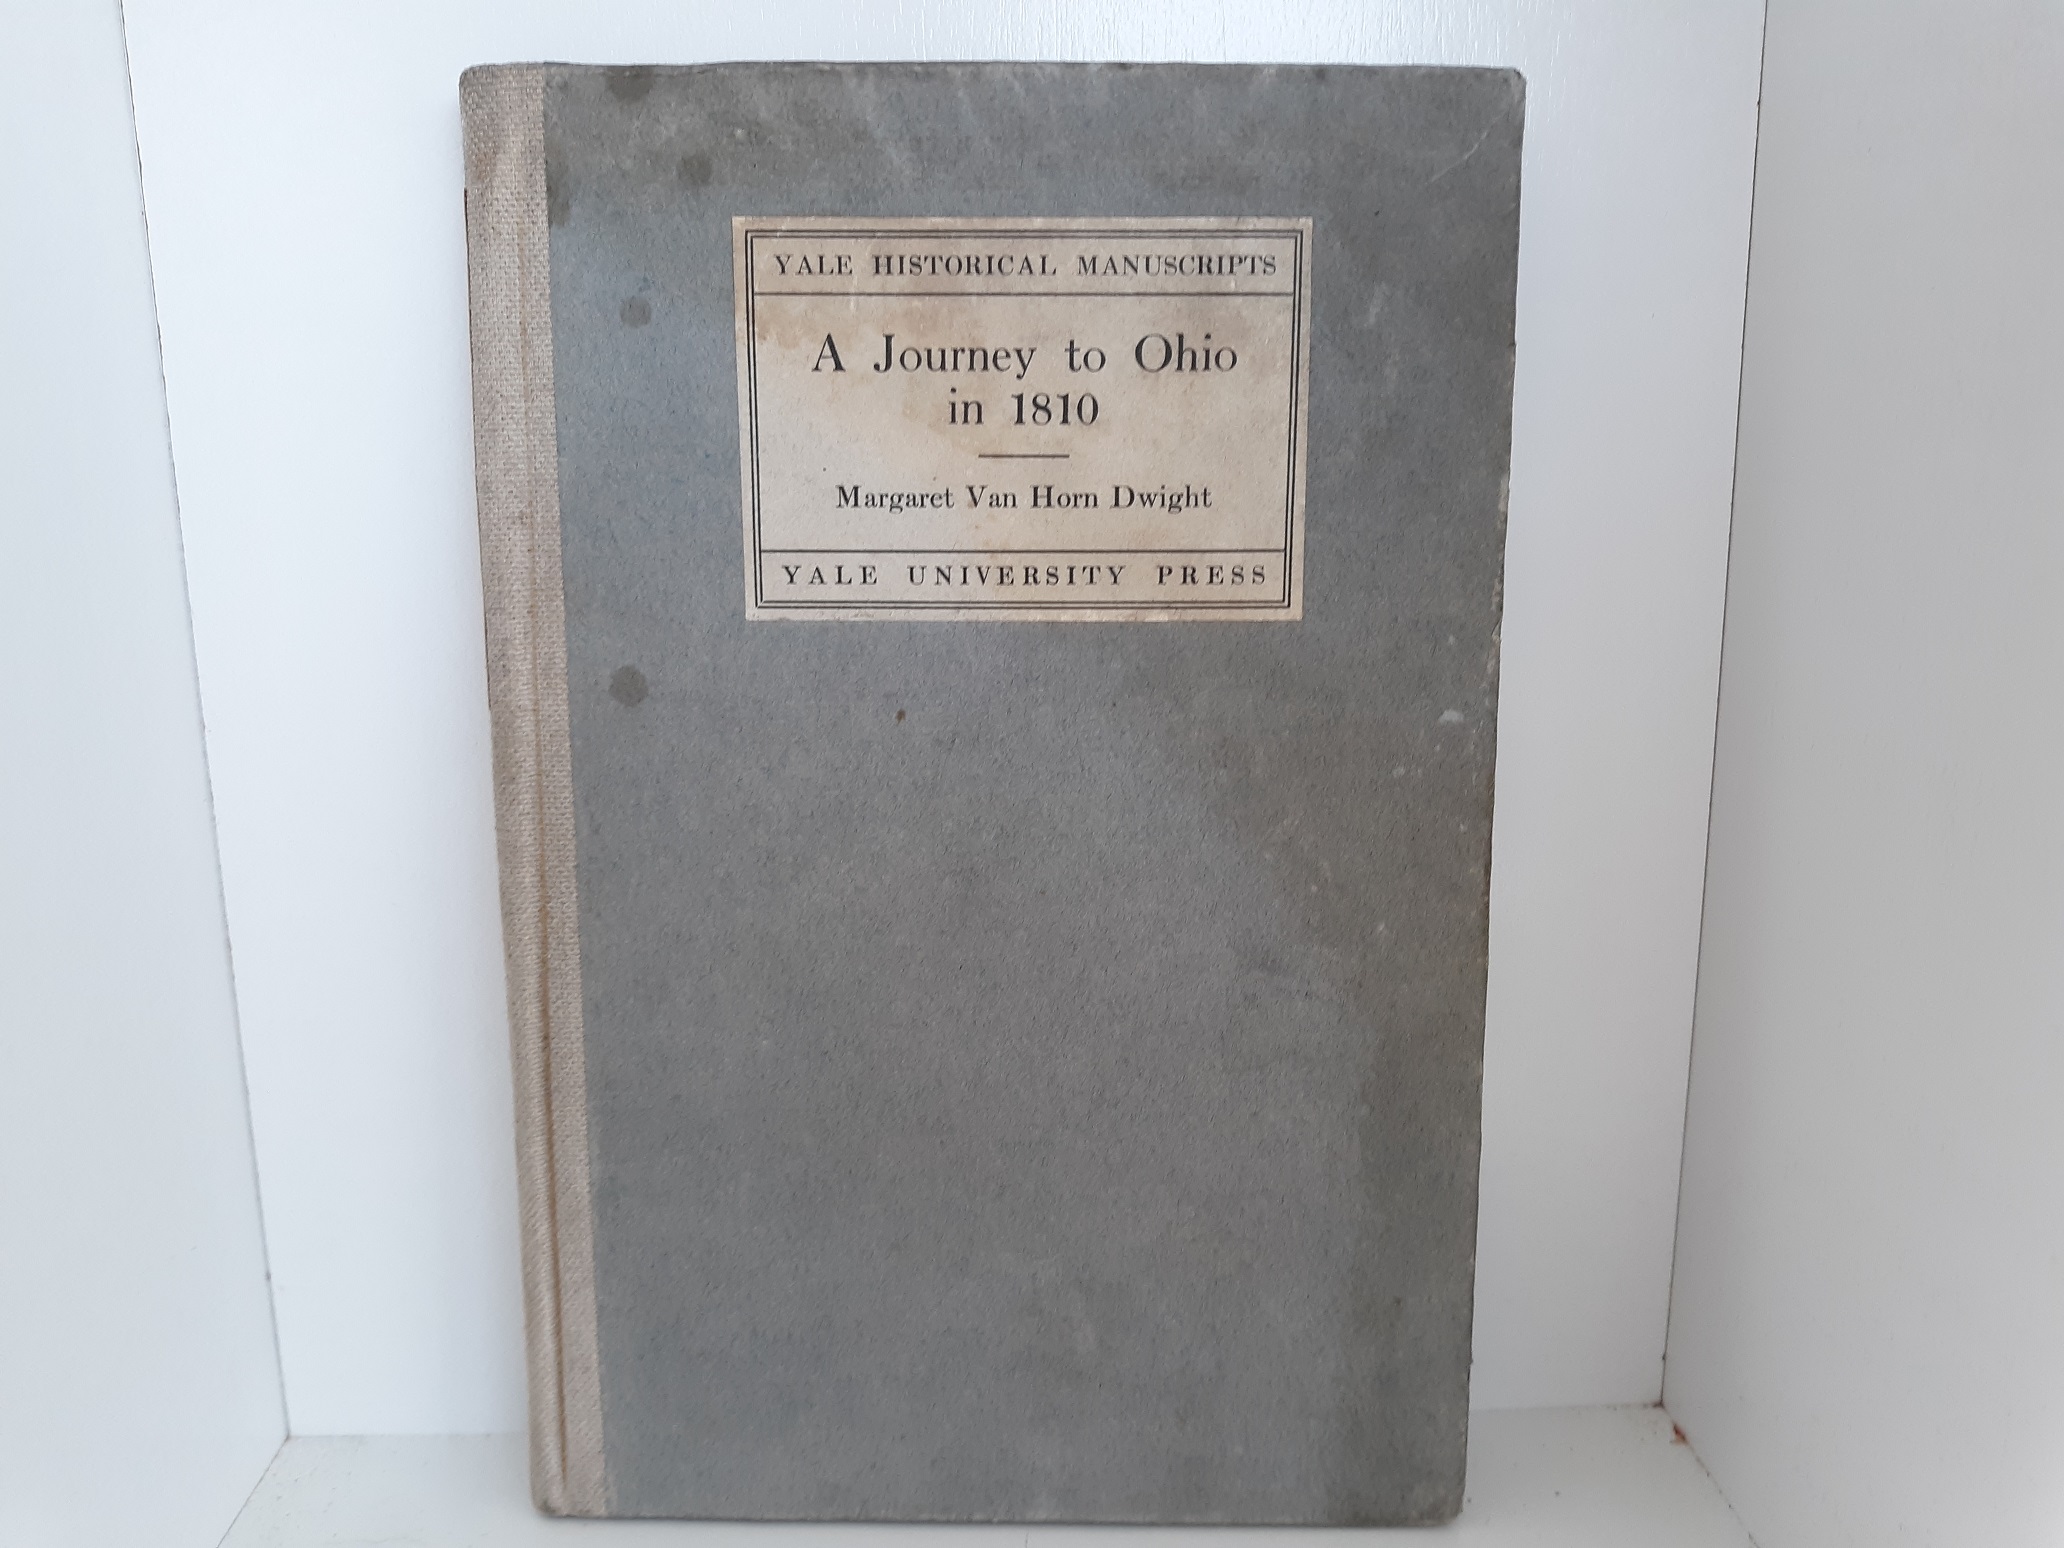 YALE HISTORICAL MANUSCRIPTS
A Journey to Ohio
in 1810
Margaret Van Horn Dwight
YALE UNIVERSITY PRESS